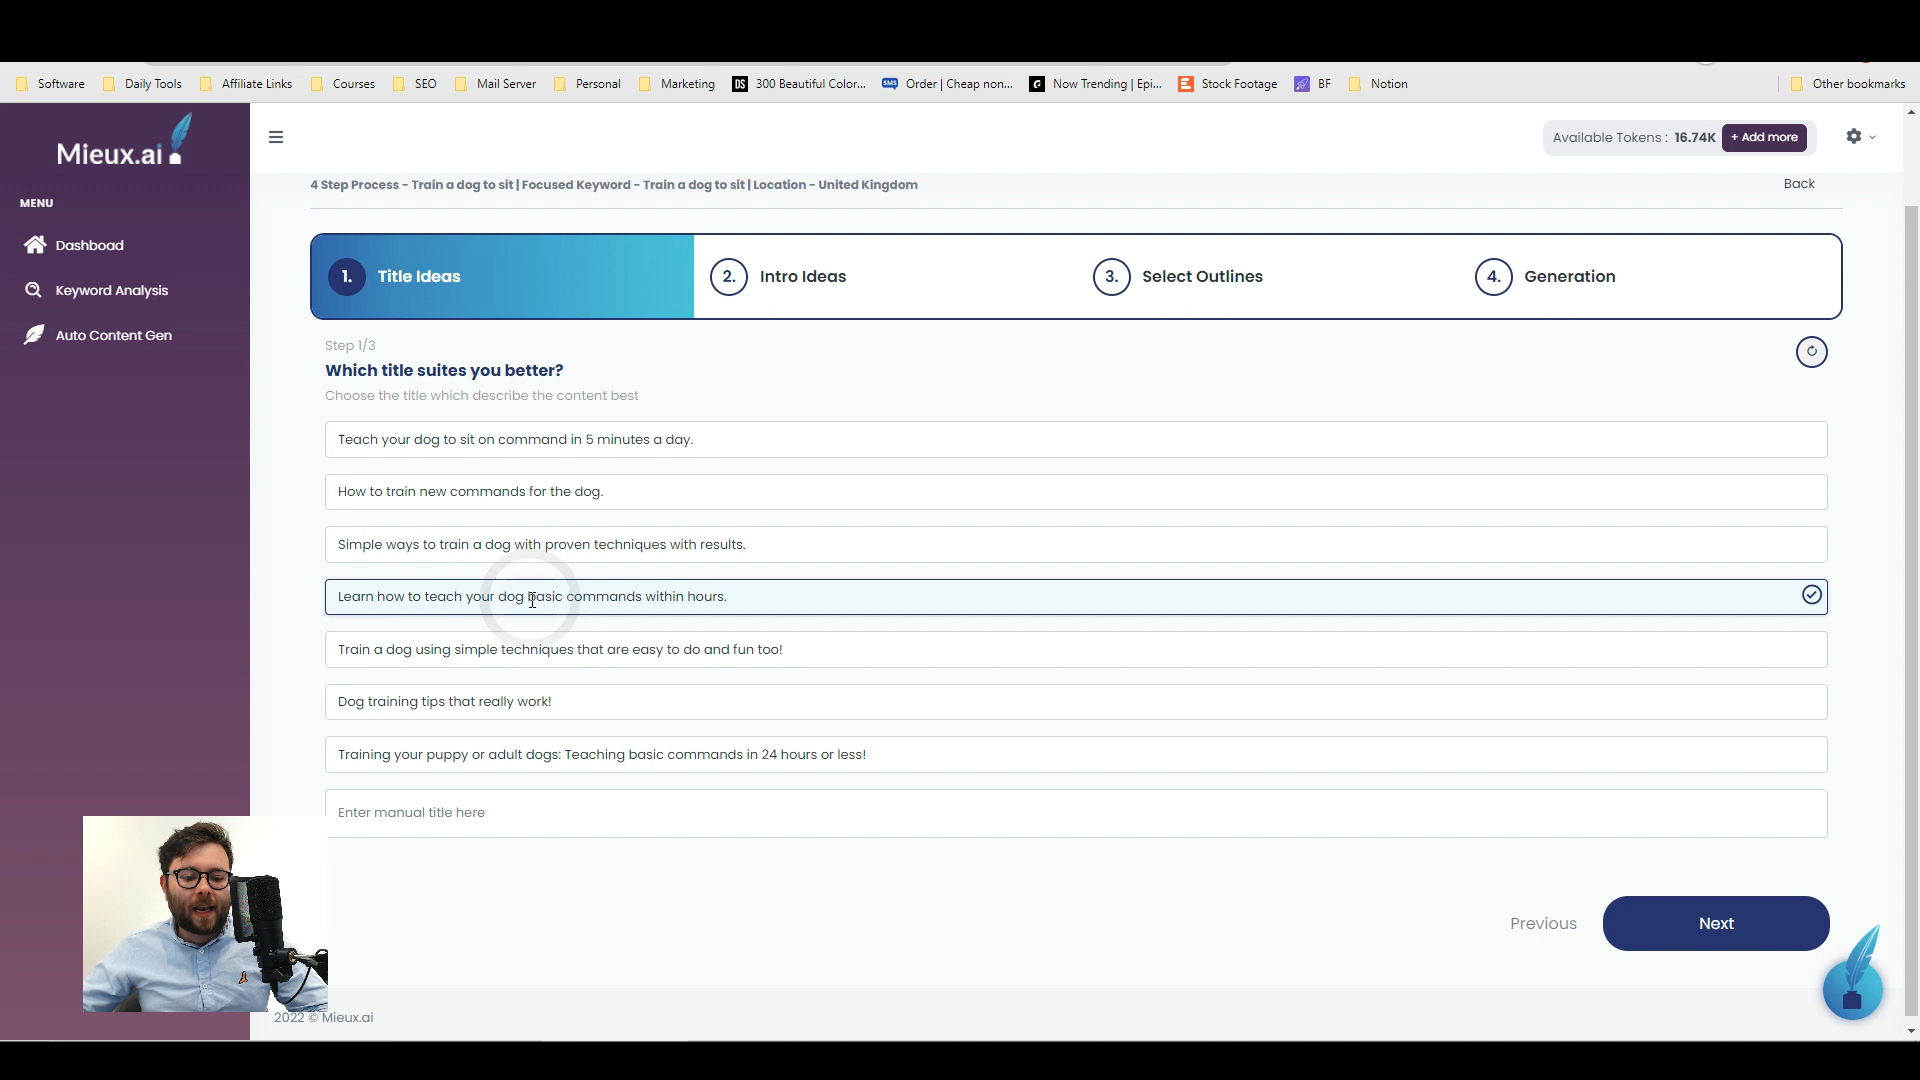 Software
Daily Tools
Affiliate Links
Courses
SEO
Mail Server
Personal
Marketing
DS
300 Beautiful Color...
SMS
Order | Cheap non...
Now Trending | Epi...
Stock Footage
BF
Notion
Other bookmarks
Mieux.ai
Available Tokens : 16.74K
+ Add more
4 Step Process - Train a dog to sit | Focused Keyword - Train a dog to sit | Location - United Kingdom
Back
MENU
Dashboad
Keyword Analysis
Auto Content Gen
1. Title Ideas
2. Intro Ideas
3. Select Outlines
4. Generation
Step 1/3
Which title suites you better?
Choose the title which describe the content best
Teach your dog to sit on command in 5 minutes a day.
How to train new commands for the dog.
Simple ways to train a dog with proven techniques with results.
Learn how to teach your dog basic commands within hours.
Train a dog using simple techniques that are easy to do and fun too!
Dog training tips that really work!
Training your puppy or adult dogs: Teaching basic commands in 24 hours or less!
Enter manual title here
Previous
Next
2022 © Mieux.ai